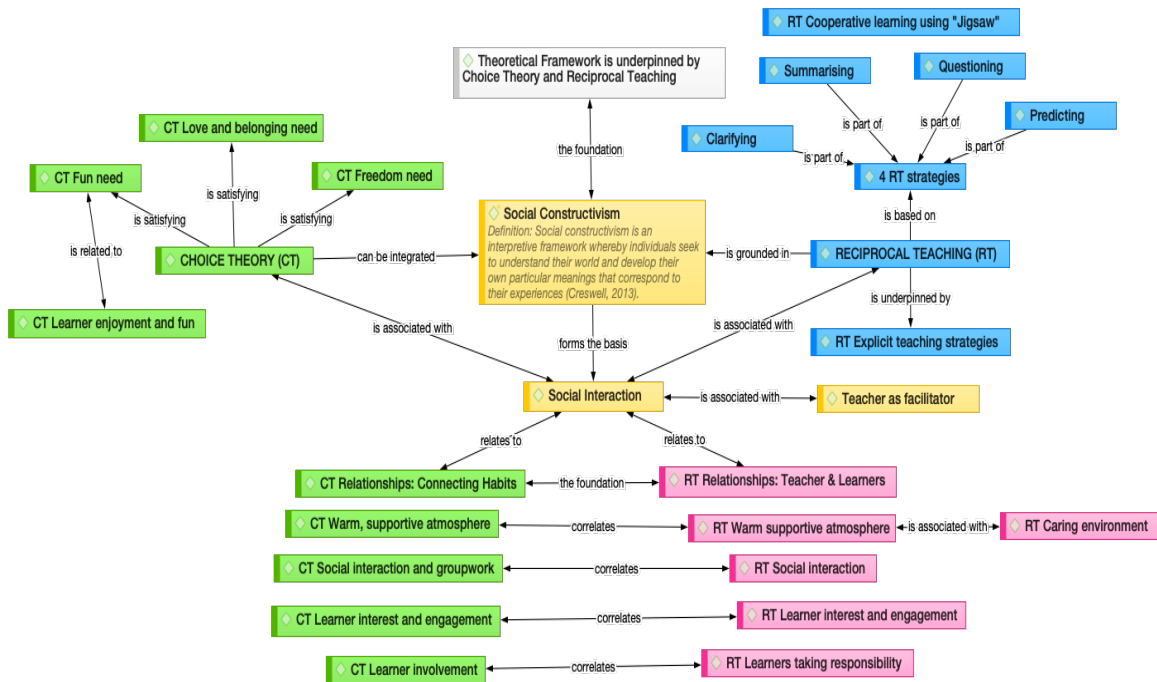 RT Cooperative learning using "Jigsaw"
Theoretical Framework is underpinned by
Choice Theory and Reciprocal Teaching
Summarising
Questioning
Predicting
Clarifying
is part of
is part of
is part of
is part of
4 RT strategies
CT Love and belonging need
CT Fun need
CT Freedom need
is satisfying
is satisfying
is satisfying
is related to
the foundation
is based on
Social Constructivism
Definition: Social constructivism is an
interpretive framework whereby individuals seek
to understand their world and develop their
own particular meanings that correspond to
their experiences (Creswell, 2013).
CHOICE THEORY (CT)
can be integrated
is grounded in
RECIPROCAL TEACHING (RT)
is underpinned by
CT Learner enjoyment and fun
is associated with
forms the basis
is associated with
RT Explicit teaching strategies
Social Interaction
is associated with
Teacher as facilitator
relates to
relates to
CT Relationships: Connecting Habits
the foundation
RT Relationships: Teacher & Learners
CT Warm, supportive atmosphere
correlates
RT Warm supportive atmosphere
is associated with
RT Caring environment
CT Social interaction and groupwork
correlates
RT Social interaction
CT Learner interest and engagement
correlates
RT Learner interest and engagement
CT Learner involvement
correlates
RT Learners taking responsibility